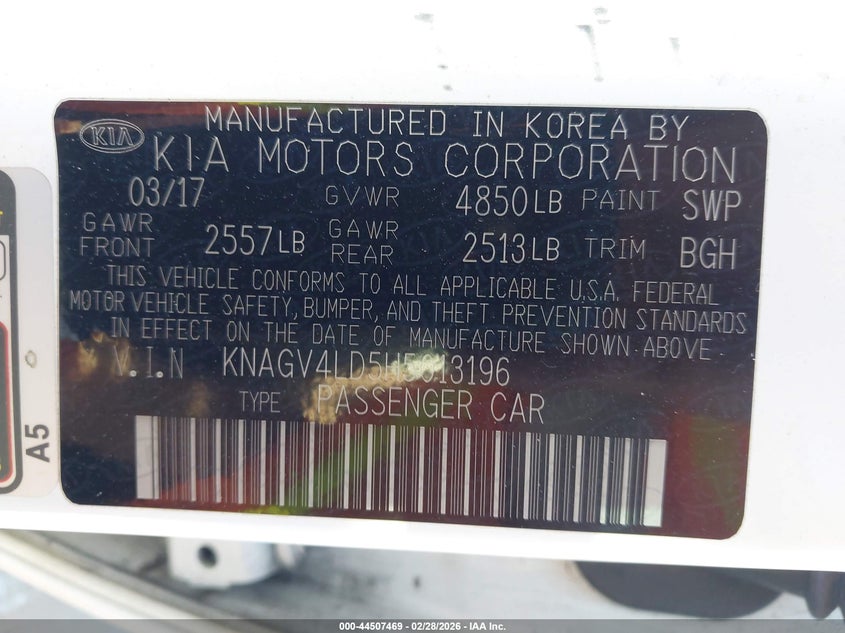 KIA
MANUFACTURED IN KOREA BY
KIA MOTORS CORPORATION
03/17 GVWR 4850LB PAINT SWP
GAWR FRONT 2557LB GAWR REAR 2513LB TRIM BGH
THIS VEHICLE CONFORMS TO ALL APPLICABLE U.S.A. FEDERAL
MOTOR VEHICLE SAFETY, BUMPER, AND THEFT PREVENTION STANDARDS
IN EFFECT ON THE DATE OF MANUFACTURE SHOWN ABOVE
V.I.N KNAGV4LD5H5013196
TYPE PASSENGER CAR
A5
000-44507469 - 02/28/2026 - IAA Inc.